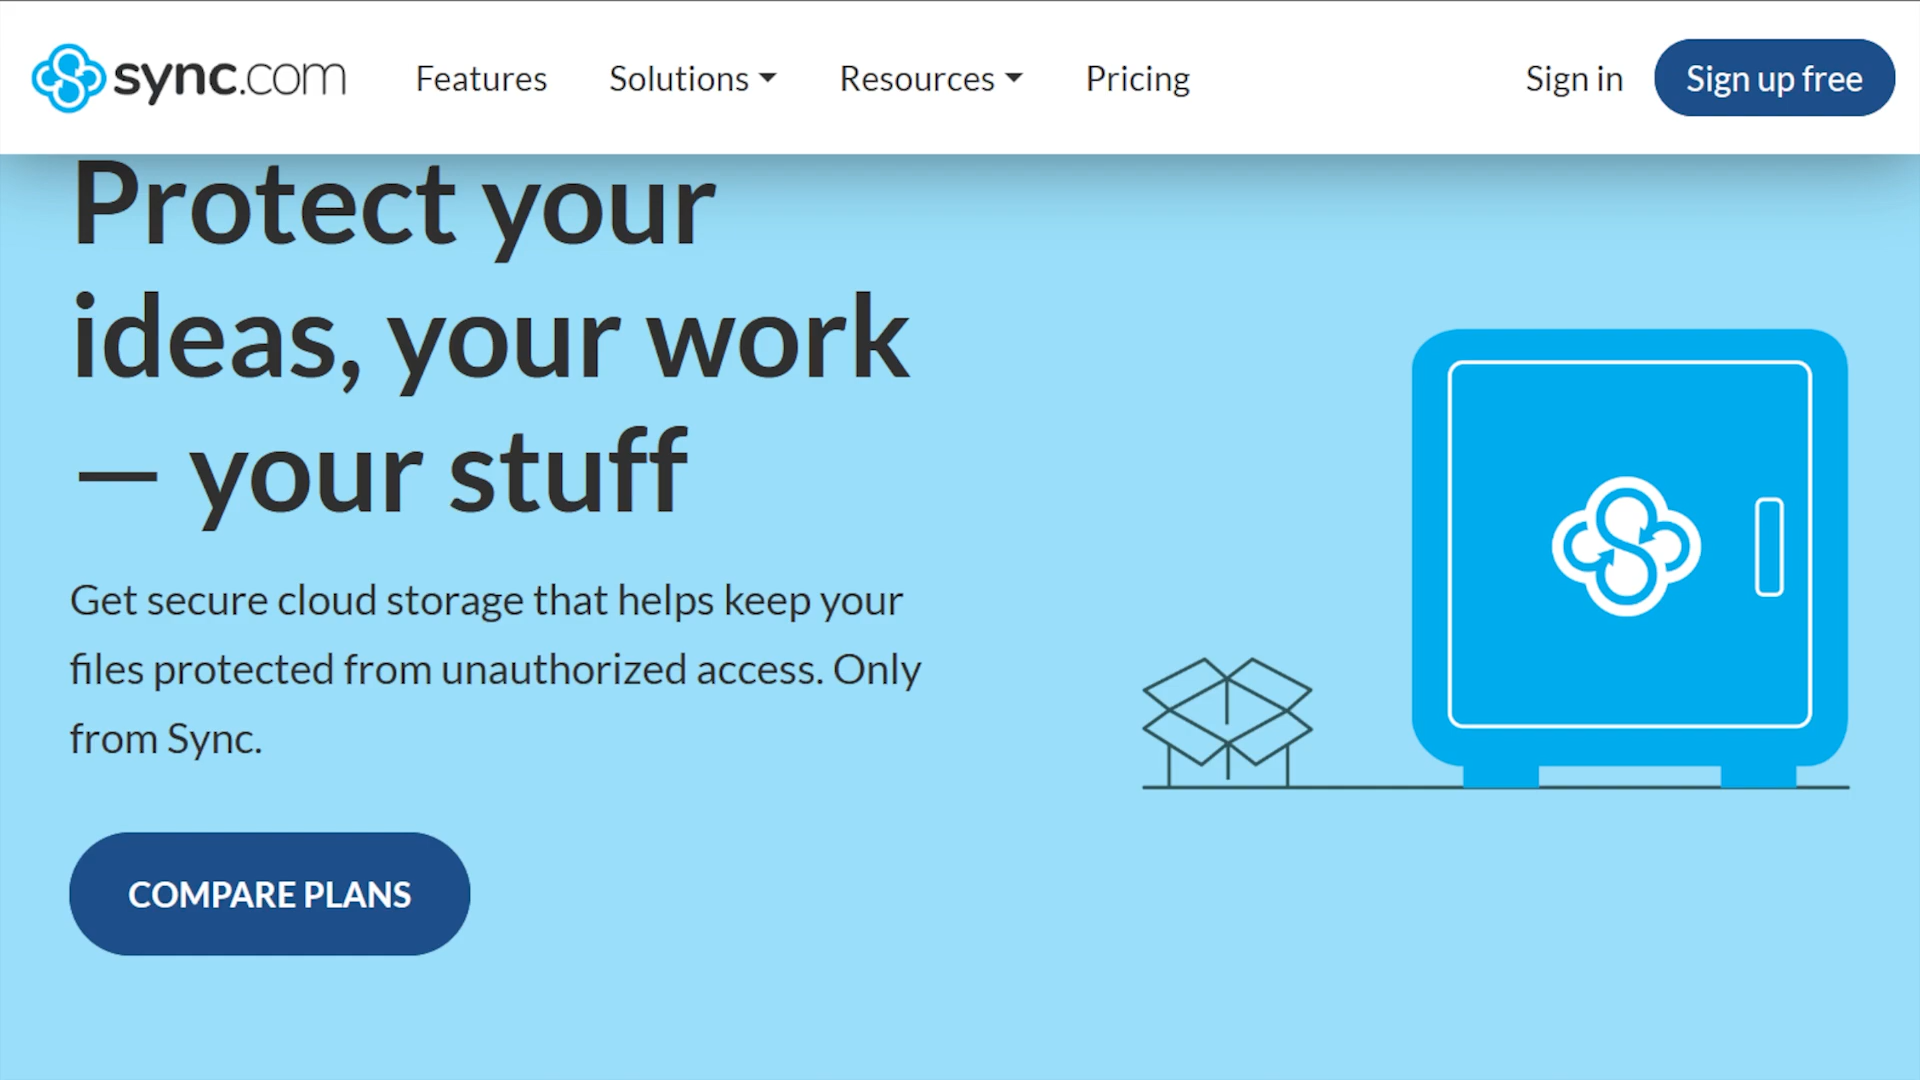 sync.com Features Solutions Resources Pricing Sign in Sign up free
Protect your
ideas, your work
— your stuff
Get secure cloud storage that helps keep your
files protected from unauthorized access. Only
from Sync.
COMPARE PLANS